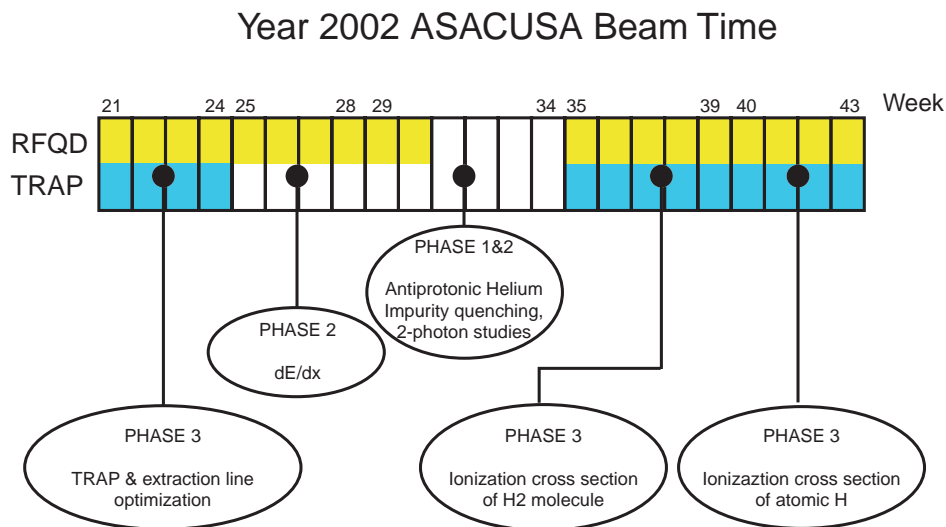 Year 2002 ASACUSA Beam Time
21 24 25 28 29 34 35 39 40 43 Week
RFQD
TRAP
PHASE 1&2
Antiprotonic Helium
Impurity quenching,
2-photon studies
PHASE 2
dE/dx
PHASE 3
TRAP & extraction line
optimization
PHASE 3
Ionization cross section
of H2 molecule
PHASE 3
Ionizaztion cross section
of atomic H